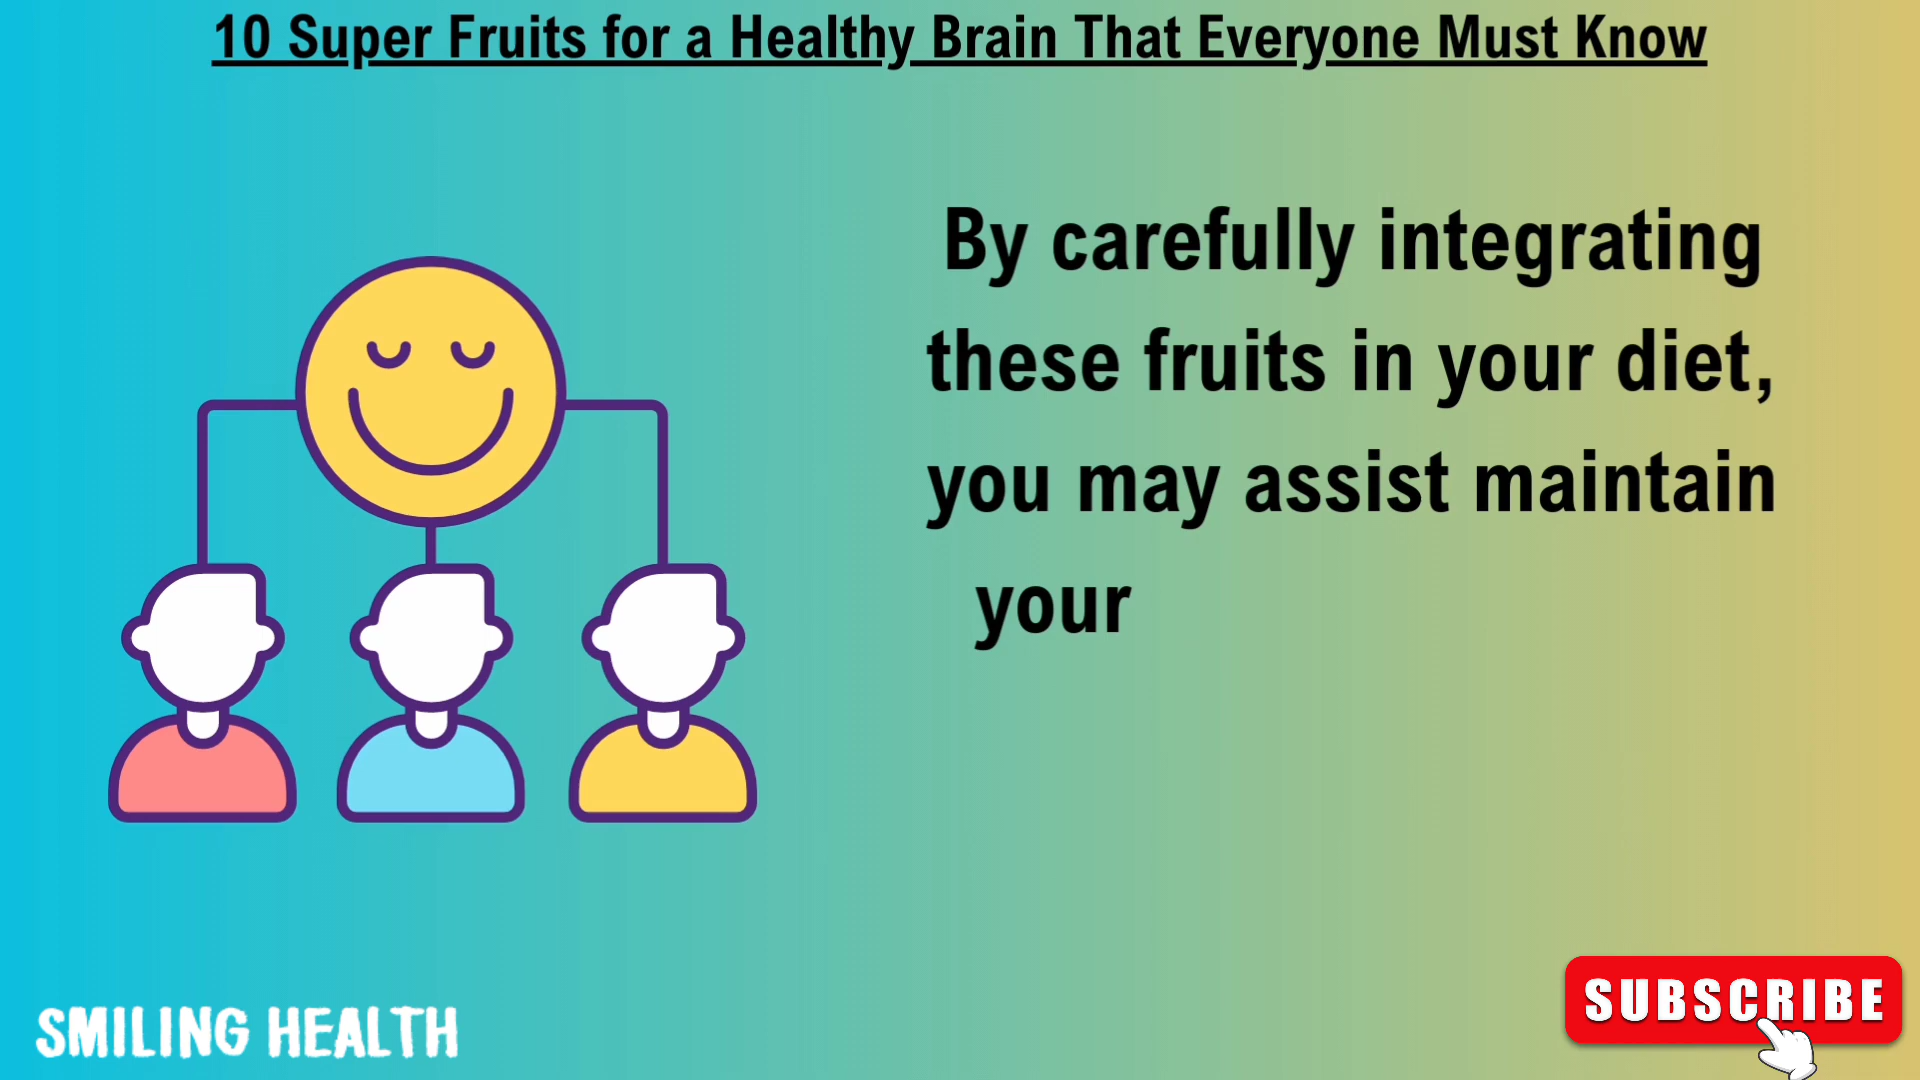 10 Super Fruits for a Healthy Brain That Everyone Must Know
By carefully integrating
these fruits in your diet,
you may assist maintain
your
SMILING HEALTH
SUBSCRIBE